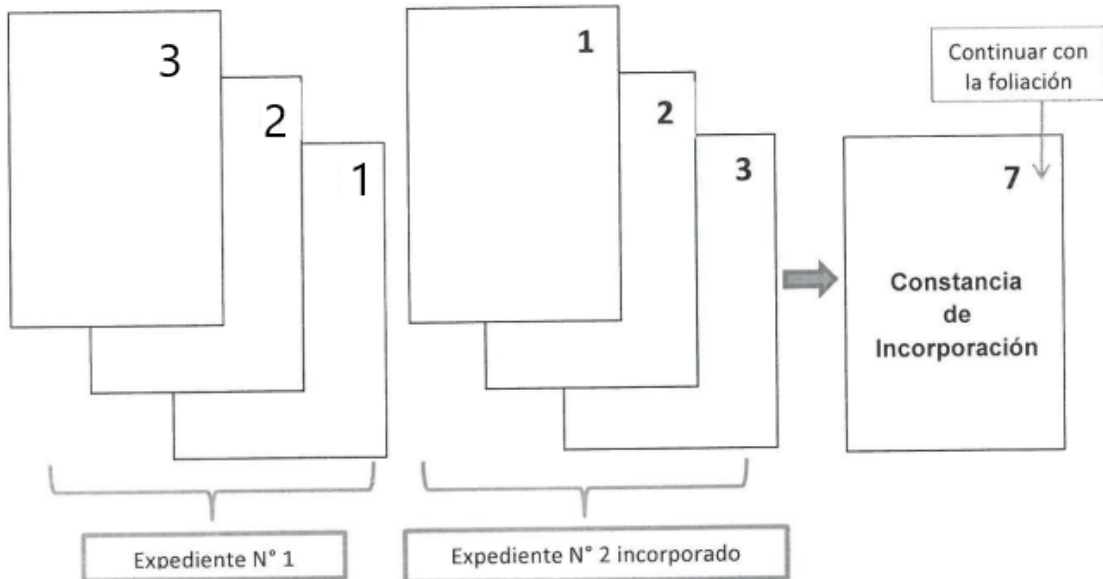 3
2
1
1
2
3
Continuar con
la foliación
7
Constancia
de
Incorporación
Expediente N° 1
Expediente N° 2 incorporado